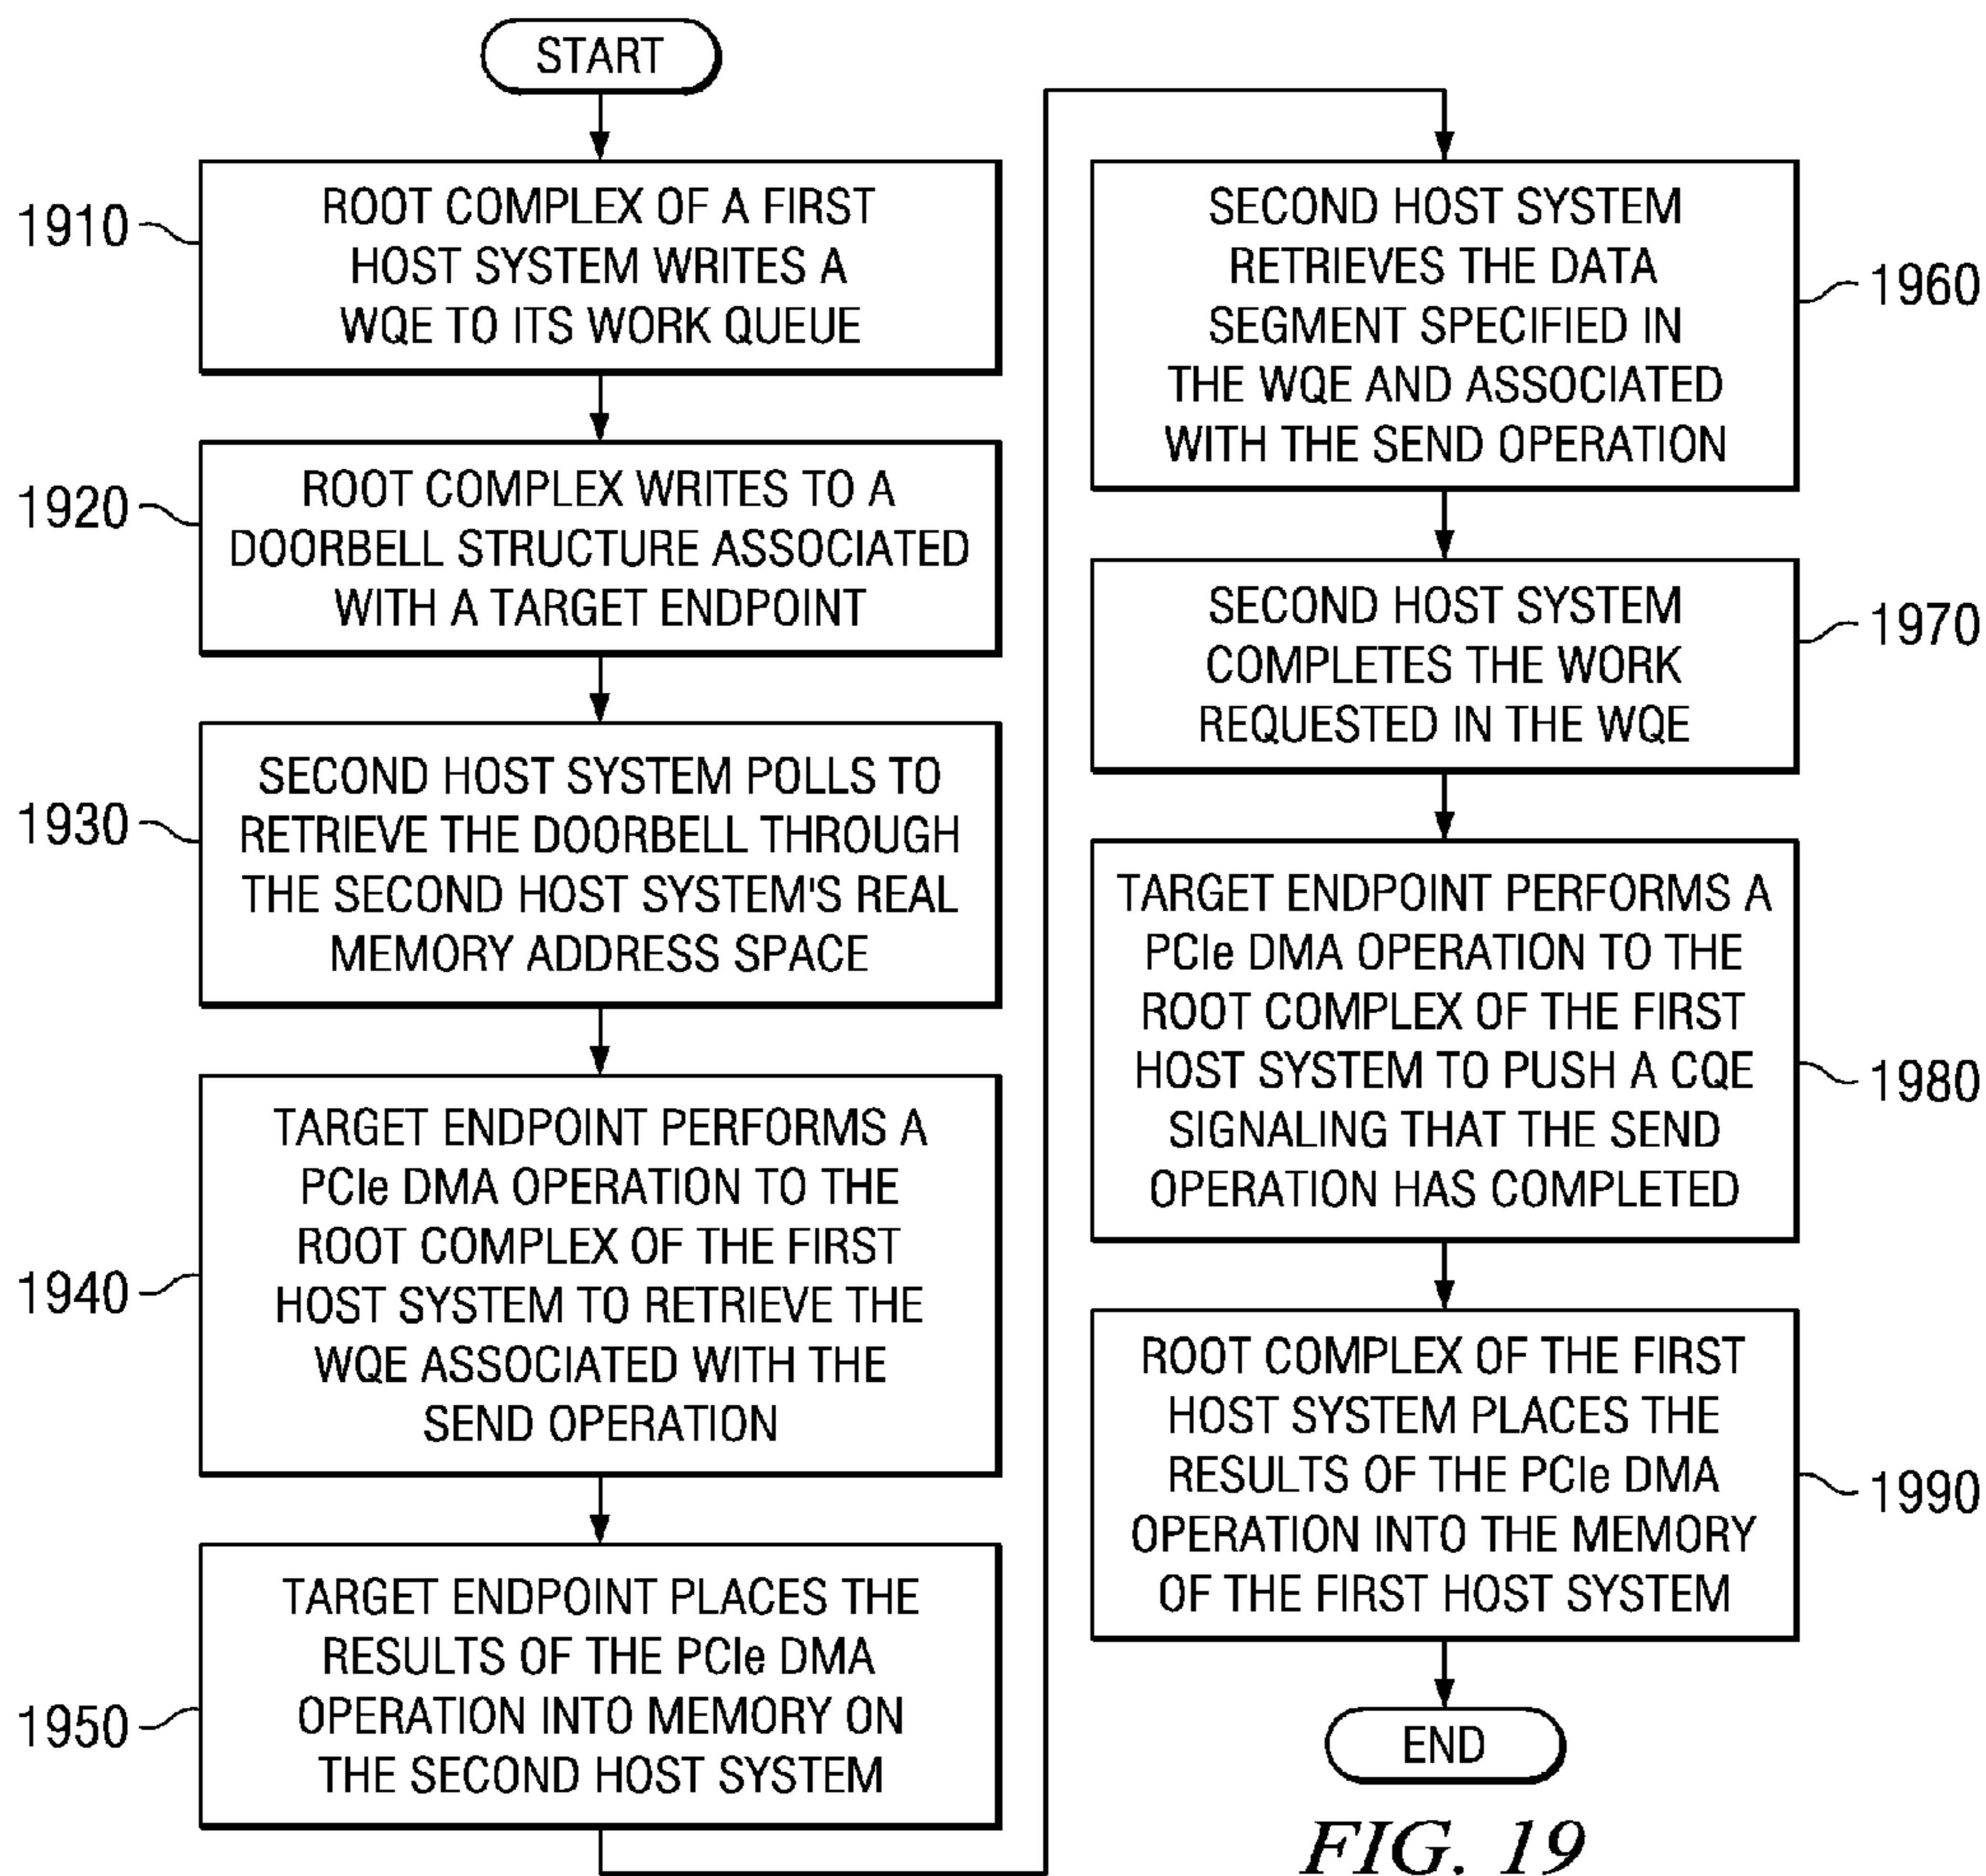 START
1910
ROOT COMPLEX OF A FIRST
HOST SYSTEM WRITES A
WQE TO ITS WORK QUEUE
1920
ROOT COMPLEX WRITES TO A
DOORBELL STRUCTURE ASSOCIATED
WITH A TARGET ENDPOINT
1930
SECOND HOST SYSTEM POLLS TO
RETRIEVE THE DOORBELL THROUGH
THE SECOND HOST SYSTEM'S REAL
MEMORY ADDRESS SPACE
1940
TARGET ENDPOINT PERFORMS A
PCIe DMA OPERATION TO THE
ROOT COMPLEX OF THE FIRST
HOST SYSTEM TO RETRIEVE THE
WQE ASSOCIATED WITH THE
SEND OPERATION
1950
TARGET ENDPOINT PLACES THE
RESULTS OF THE PCIe DMA
OPERATION INTO MEMORY ON
THE SECOND HOST SYSTEM
SECOND HOST SYSTEM
RETRIEVES THE DATA
SEGMENT SPECIFIED IN
THE WQE AND ASSOCIATED
WITH THE SEND OPERATION
1960
SECOND HOST SYSTEM
COMPLETES THE WORK
REQUESTED IN THE WQE
1970
TARGET ENDPOINT PERFORMS A
PCIe DMA OPERATION TO THE
ROOT COMPLEX OF THE FIRST
HOST SYSTEM TO PUSH A CQE
SIGNALING THAT THE SEND
OPERATION HAS COMPLETED
1980
ROOT COMPLEX OF THE FIRST
HOST SYSTEM PLACES THE
RESULTS OF THE PCIe DMA
OPERATION INTO THE MEMORY
OF THE FIRST HOST SYSTEM
1990
END
FIG. 19